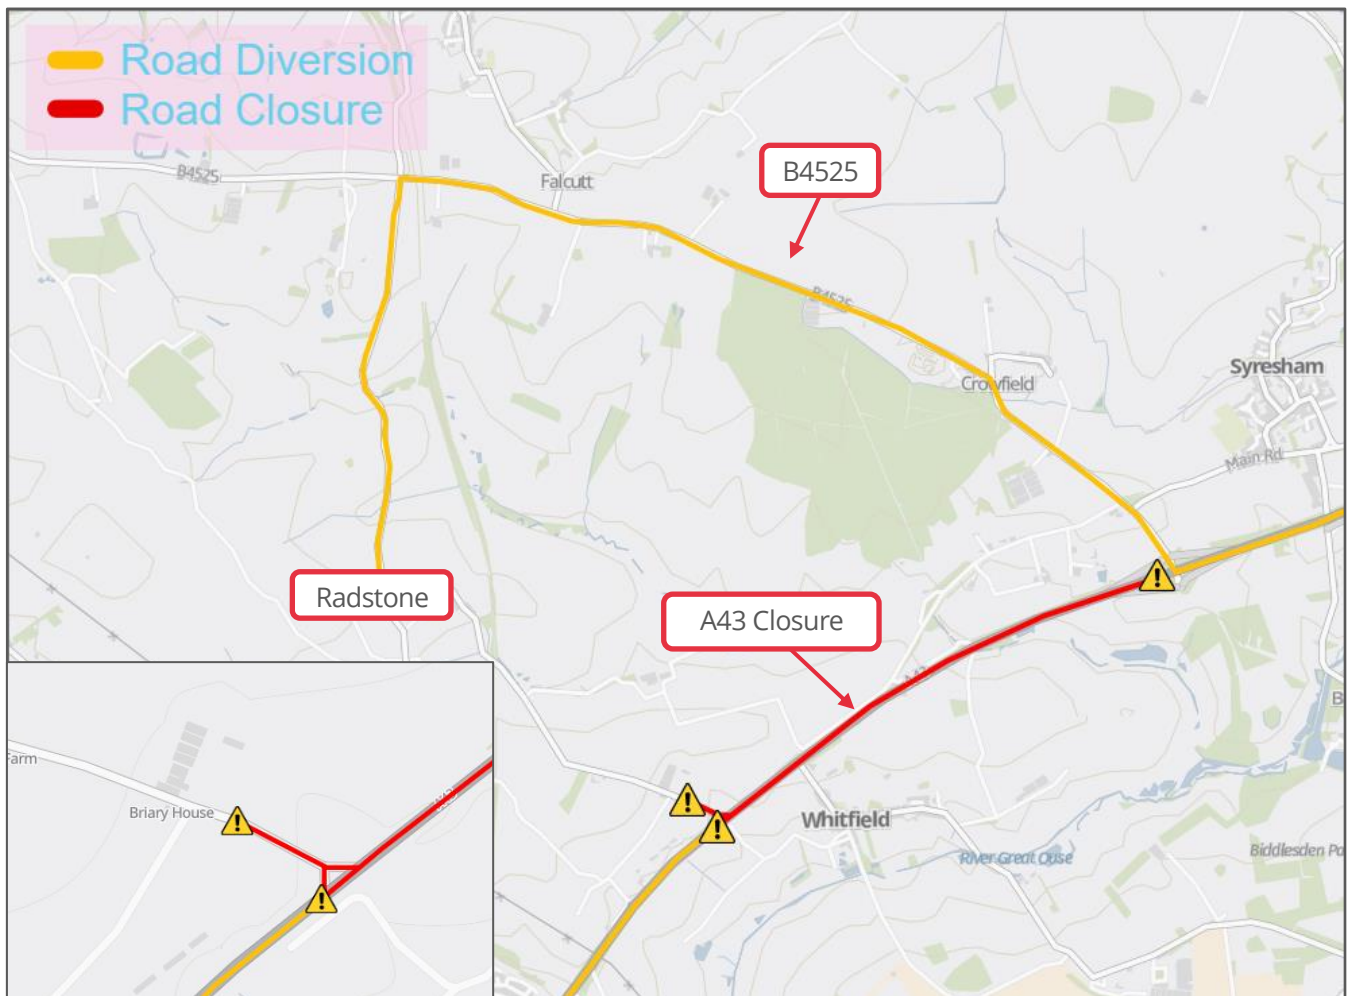 Road Diversion
Road Closure
B4525
B4525
Falcutt
B4525
Crowfield
Syresham
Main Rd
Radstone
A43 Closure
A43
Whitfield
River Great Ouse
Biddlesden Pa
B
Farm
Briary House